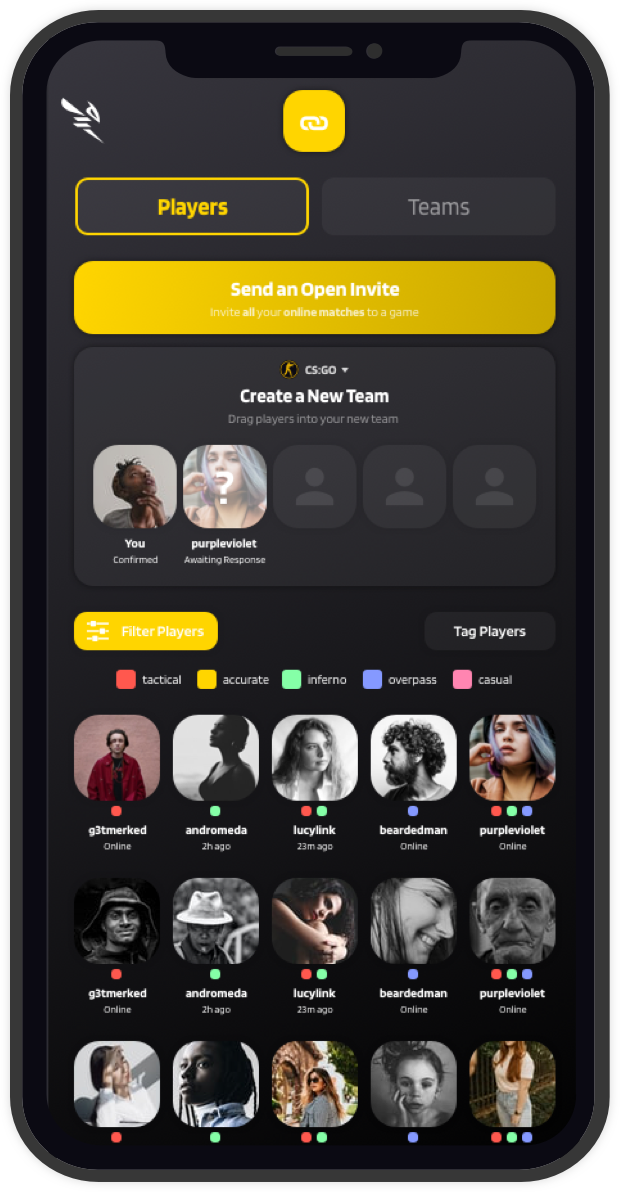 Players
Teams
Send an Open Invite
Invite all your online matches to a game
CS:GO
Create a New Team
Drag players into your new team
?
You
purpleviolet
Confirmed
Awaiting Response
Filter Players
Tag Players
tactical
accurate
inferno
overpass
casual
g3tmerked
andromeda
lucylink
beardedman
purpleviolet
Online
2h ago
23m ago
Online
Online
g3tmerked
andromeda
lucylink
beardedman
purpleviolet
Online
2h ago
23m ago
Online
Online